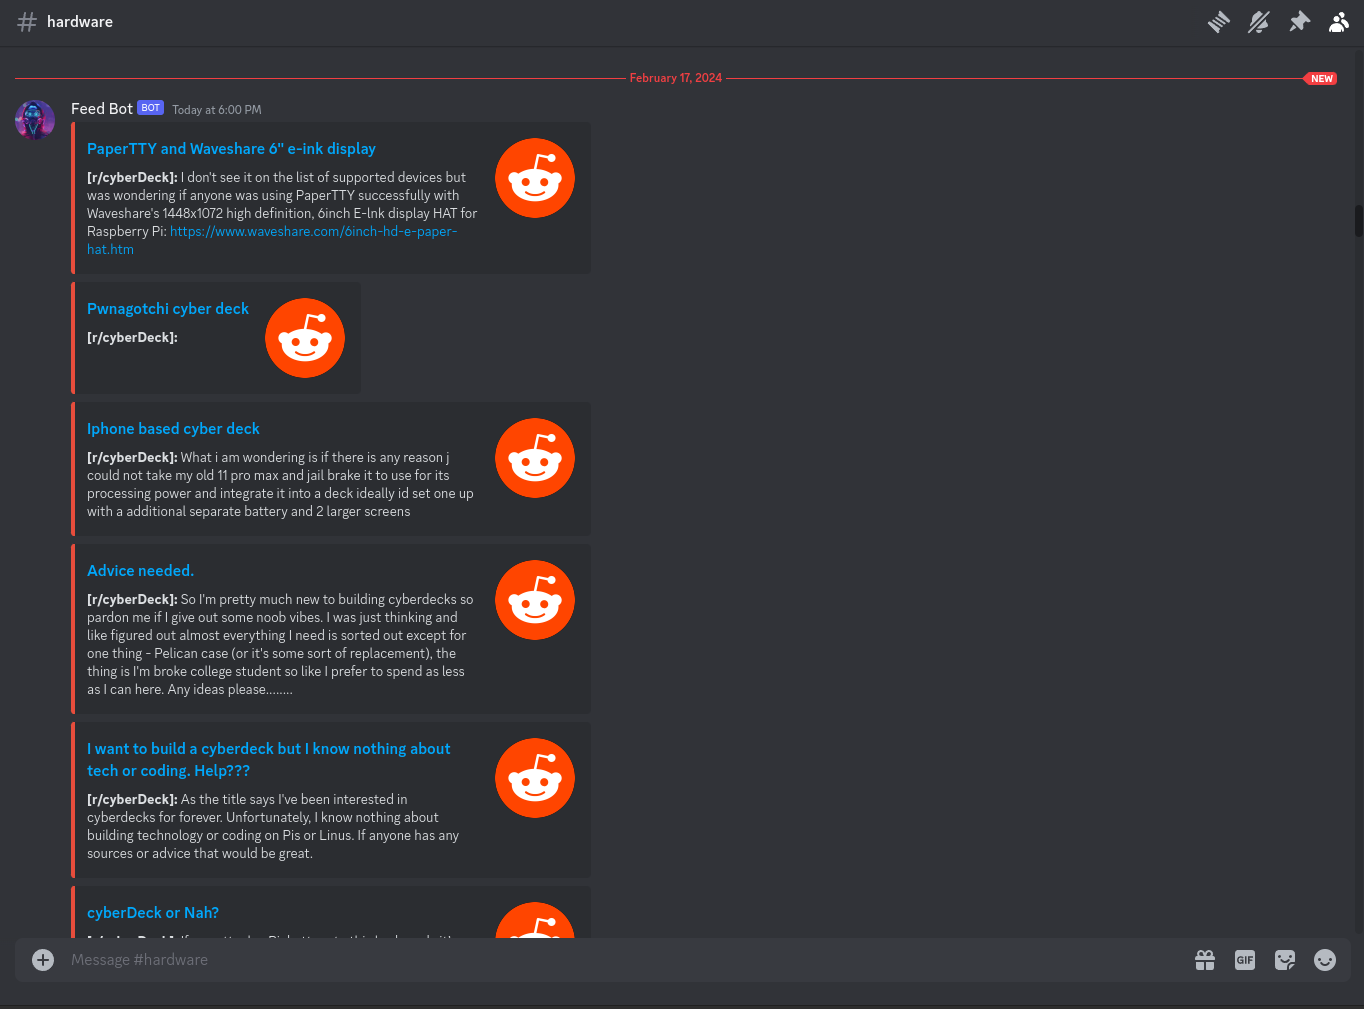 hardware
February 17, 2024
NEW
Feed Bot BOT Today at 6:00 PM
PaperTTY and Waveshare 6" e-ink display
[r/cyberDeck]: I don't see it on the list of supported devices but
was wondering if anyone was using PaperTTY successfully with
Waveshare's 1448x1072 high definition, 6inch E-Ink display HAT for
Raspberry Pi: https://www.waveshare.com/6inch-hd-e-paper-
hat.htm
Pwnagotchi cyber deck
[r/cyberDeck]:
Iphone based cyber deck
[r/cyberDeck]: What i am wondering is if there is any reason j
could not take my old 11 pro max and jail brake it to use for its
processing power and integrate it into a deck ideally id set one up
with a additional separate battery and 2 larger screens
Advice needed.
[r/cyberDeck]: So I'm pretty much new to building cyberdecks so
pardon me if I give out some noob vibes. I was just thinking and
like figured out almost everything I need is sorted out except for
one thing - Pelican case (or it's some sort of replacement), the
thing is I'm broke college student so like I prefer to spend as less
as I can here. Any ideas please........
I want to build a cyberdeck but I know nothing about
tech or coding. Help???
[r/cyberDeck]: As the title says I've been interested in
cyberdecks for forever. Unfortunately, I know nothing about
building technology or coding on Pis or Linus. If anyone has any
sources or advice that would be great.
cyberDeck or Nah?
Message #hardware
GIF